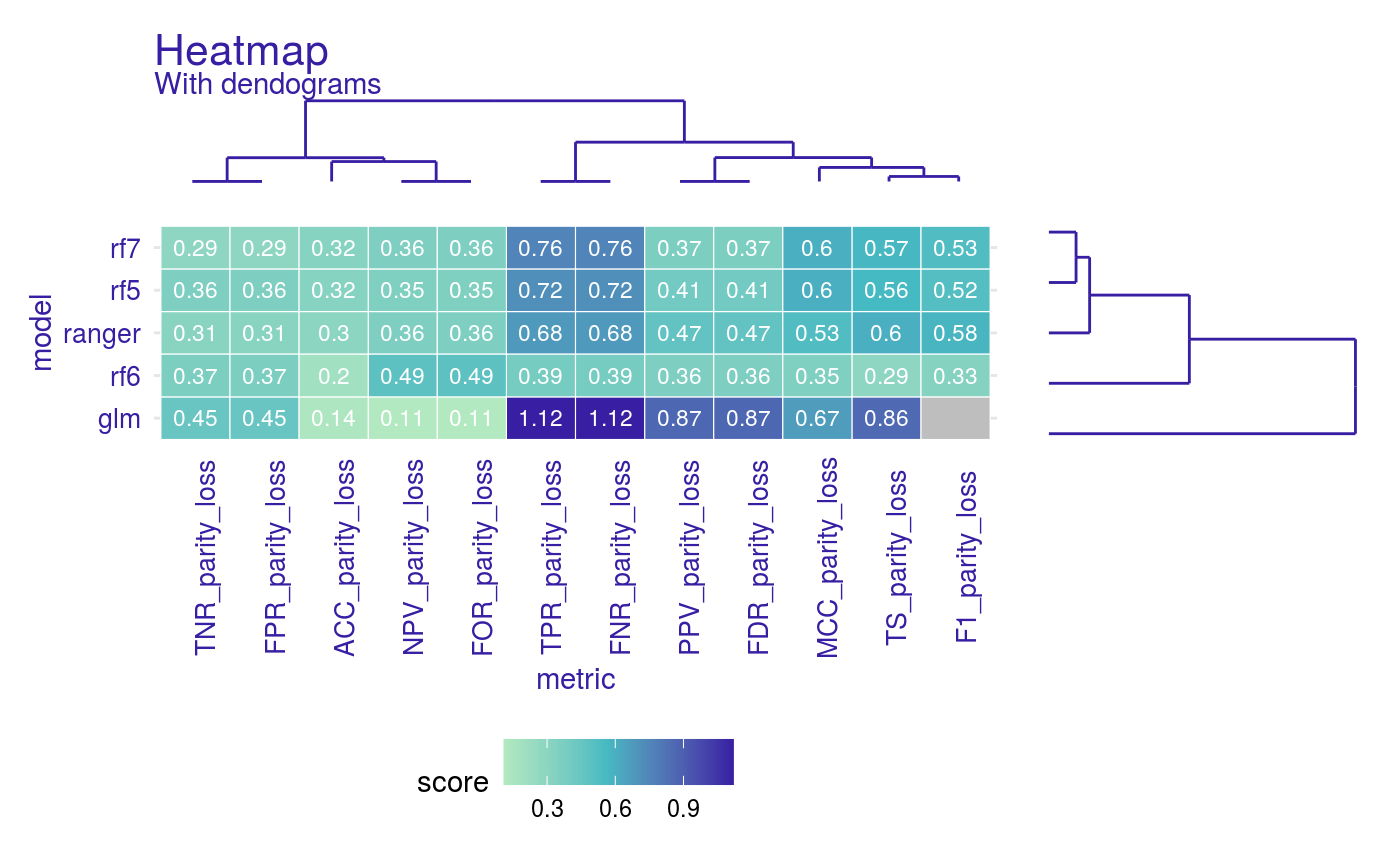 Heatmap
With dendograms
model
rf7 0.29 0.29 0.32 0.36 0.36 0.76 0.76 0.37 0.37 0.6 0.57 0.53
rf5 0.36 0.36 0.32 0.35 0.35 0.72 0.72 0.41 0.41 0.6 0.56 0.52
ranger 0.31 0.31 0.3 0.36 0.36 0.68 0.68 0.47 0.47 0.53 0.6 0.58
rf6 0.37 0.37 0.2 0.49 0.49 0.39 0.39 0.36 0.36 0.35 0.29 0.33
glm 0.45 0.45 0.14 0.11 0.11 1.12 1.12 0.87 0.87 0.67 0.86
TNR_parity_loss
FPR_parity_loss
ACC_parity_loss
NPV_parity_loss
FOR_parity_loss
TPR_parity_loss
FNR_parity_loss
PPV_parity_loss
FDR_parity_loss
MCC_parity_loss
TS_parity_loss
F1_parity_loss
metric
score
0.3 0.6 0.9